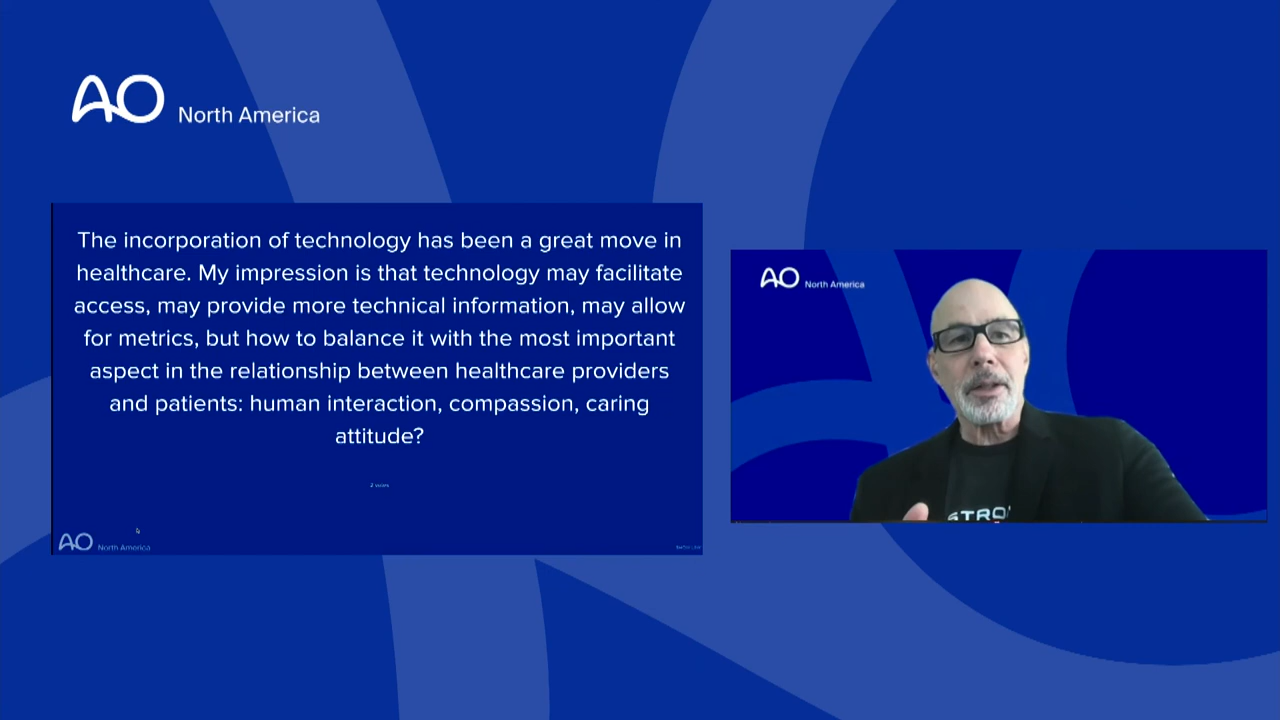 AO North America
The incorporation of technology has been a great move in
healthcare. My impression is that technology may facilitate
access, may provide more technical information, may allow
for metrics, but how to balance it with the most important
aspect in the relationship between healthcare providers
and patients: human interaction, compassion, caring
attitude?
2 votes
AO North America
AO North America
STRO